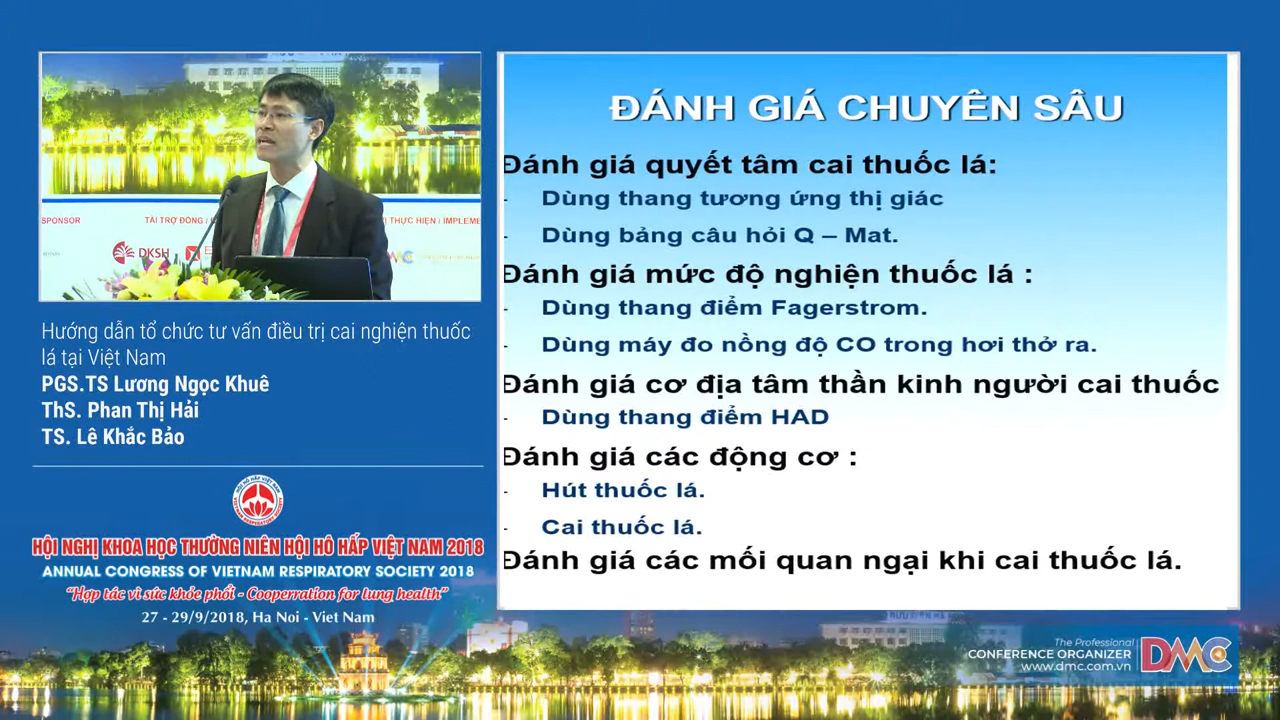 SPONSOR
TÀI TRỢ ĐỒNG /
VỊ THỰC HIỆN / IMPLEME
DKSH
Hướng dẫn tổ chức tư vấn điều trị cai nghiện thuốc
lá tại Việt Nam
PGS.TS Lương Ngọc Khuê
ThS. Phan Thị Hải
TS. Lê Khắc Bảo
HỘI NGHỊ KHOA HỌC THƯỜNG NIÊN HỘI HÔ HẤP VIỆT NAM 2018
ANNUAL CONGRESS OF VIETNAM RESPIRATORY SOCIETY 2018
“Hợp tác vì sức khỏe phổi - Cooperration for lung health”
27 - 29/9/2018, Ha Noi - Viet Nam
ĐÁNH GIÁ CHUYÊN SÂU
Đánh giá quyết tâm cai thuốc lá:
- Dùng thang tương ứng thị giác
- Dùng bảng câu hỏi Q – Mat.
Đánh giá mức độ nghiện thuốc lá :
- Dùng thang điểm Fagerstrom.
- Dùng máy đo nồng độ CO trong hơi thở ra.
Đánh giá cơ địa tâm thần kinh người cai thuốc
- Dùng thang điểm HAD
Đánh giá các động cơ :
- Hút thuốc lá.
- Cai thuốc lá.
Đánh giá các mối quan ngại khi cai thuốc lá.
The Professional
CONFERENCE ORGANIZER
www.dmc.com.vn
DMC